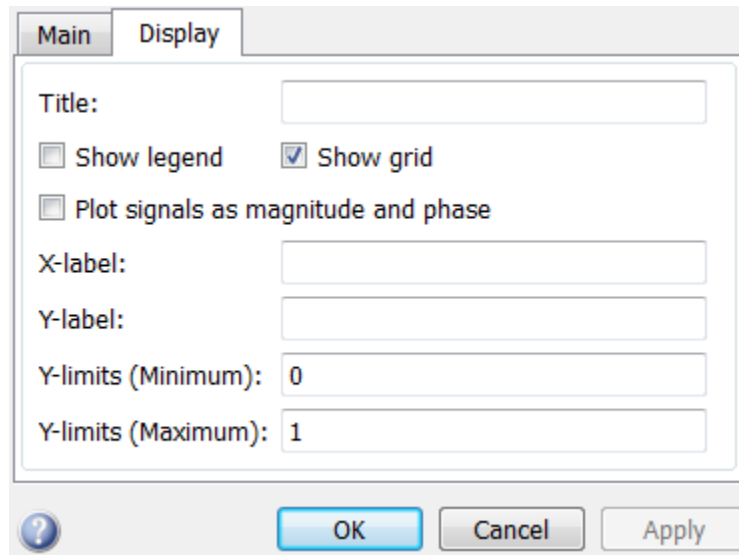 Main Display
Title:
Show legend Show grid
Plot signals as magnitude and phase
X-label:
Y-label:
Y-limits (Minimum): 0
Y-limits (Maximum): 1
? OK Cancel Apply